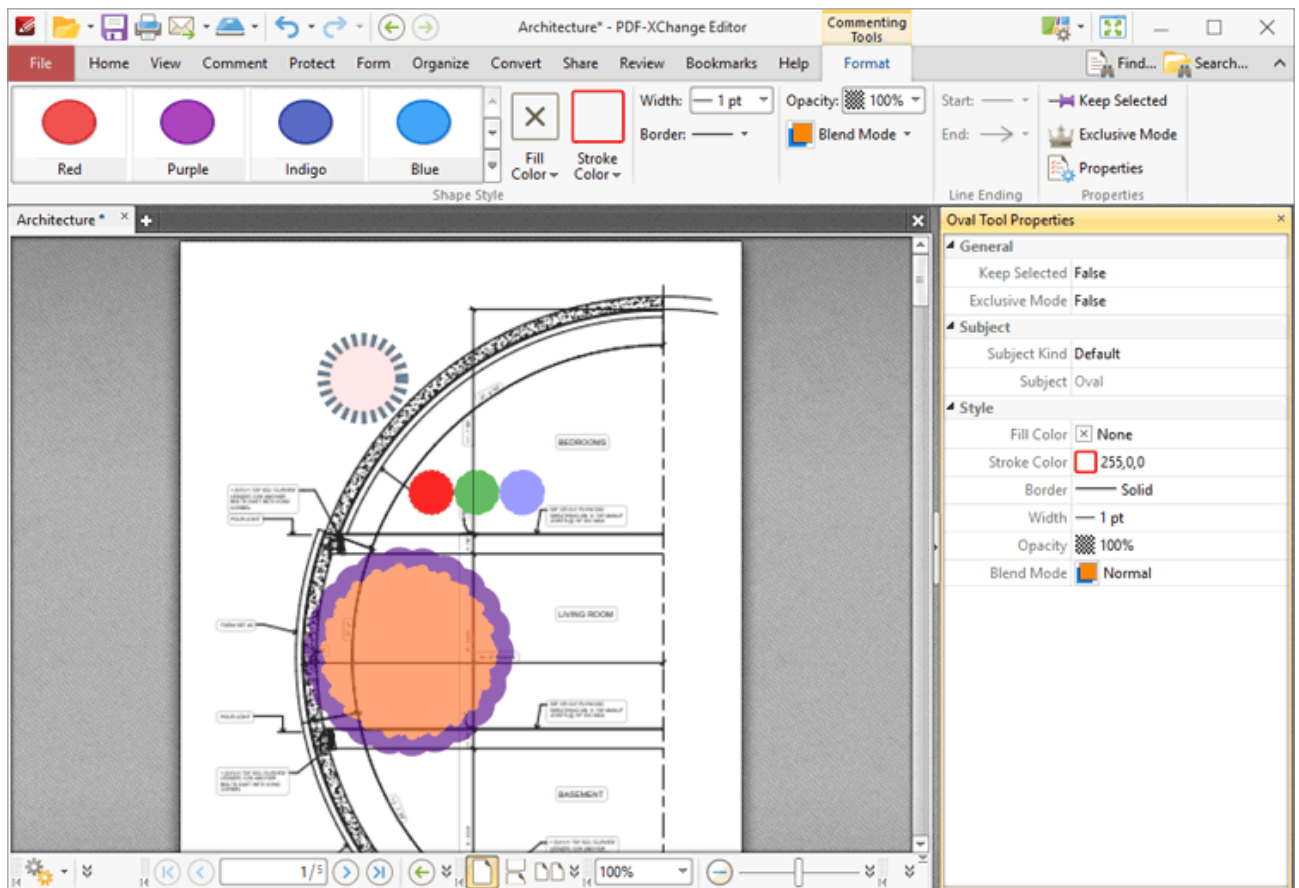 Architecture* - PDF-XChange Editor
Commenting Tools
File Home View Comment Protect Form Organize Convert Share Review Bookmarks Help Format Find... Search...
Red Purple Indigo Blue
Fill Color
Stroke Color
Width: 1 pt
Border:
Opacity: 100%
Blend Mode
Start:
End:
Keep Selected
Exclusive Mode
Properties
Shape Style Line Ending Properties
Architecture *
BEDROOMS
LIVING ROOM
BASEMENT
Oval Tool Properties
General
Keep Selected False
Exclusive Mode False
Subject
Subject Kind Default
Subject Oval
Style
Fill Color None
Stroke Color 255,0,0
Border Solid
Width 1 pt
Opacity 100%
Blend Mode Normal
1/5 100%